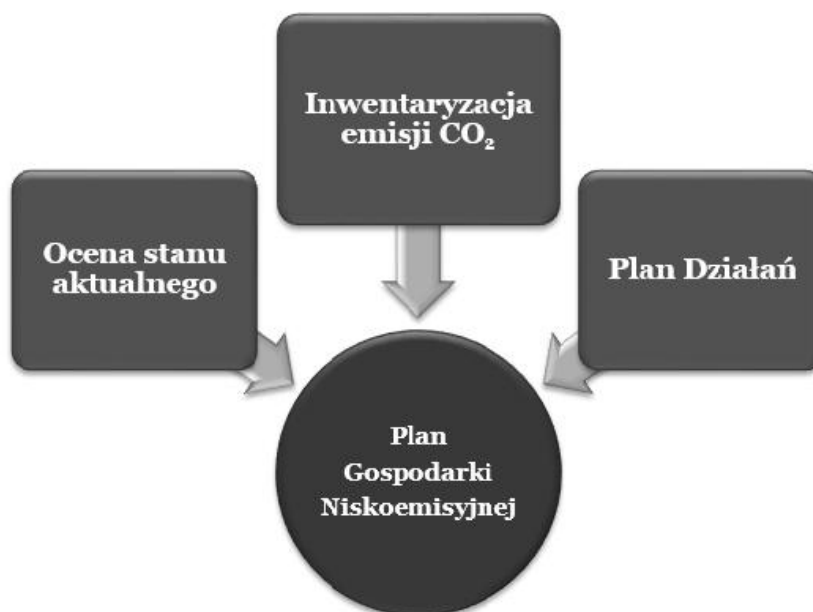 Inwentaryzacja
emisji CO₂
Ocena stanu
aktualnego
Plan Działań
Plan
Gospodarki
Niskoemisyjnej